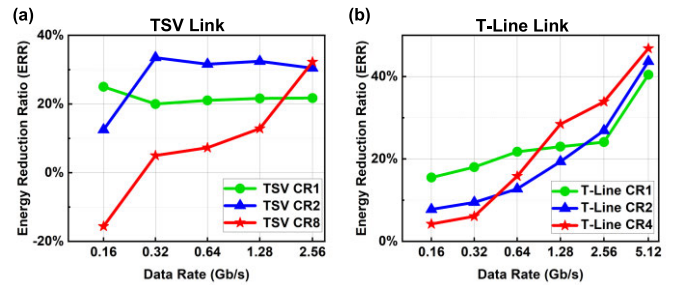 (a)
TSV Link
Energy Reduction Ratio (ERR)
40%
20%
0%
-20%
TSV CR1
TSV CR2
TSV CR8
0.16 0.32 0.64 1.28 2.56
Data Rate (Gb/s)
(b)
T-Line Link
Energy Reduction Ratio (ERR)
40%
20%
0%
T-Line CR1
T-Line CR2
T-Line CR4
0.16 0.32 0.64 1.28 2.56 5.12
Data Rate (Gb/s)